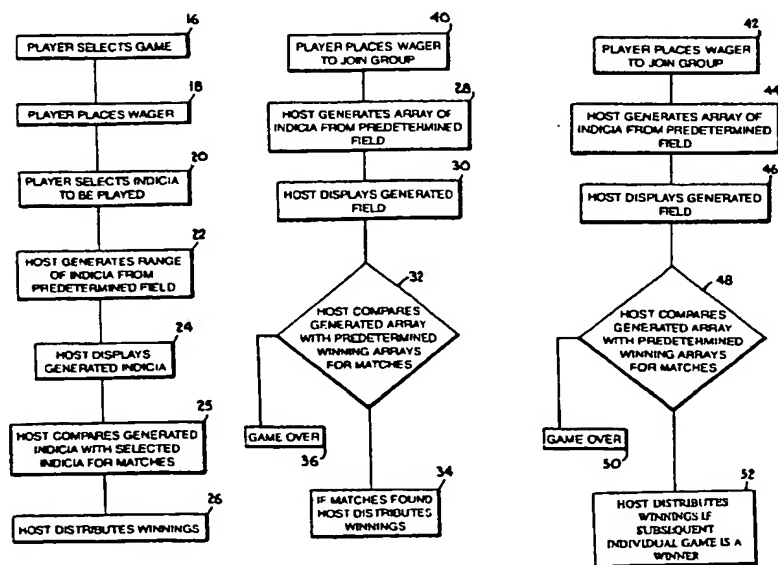 16
PLAYER SELECTS GAME
18
PLAYER PLACES WAGER
20
PLAYER SELECTS INDICIA
TO BE PLAYED
22
HOST GENERATES RANGE
OF INDICIA FROM
PREDETERMINED FIELD
24
HOST DISPLAYS
GENERATED INDICIA
25
HOST COMPARES GENERATED
INDICIA WITH SELECTED
INDICIA FOR MATCHES
26
HOST DISTRIBUTES WINNINGS
40
PLAYER PLACES WAGER
TO JOIN GROUP
28
HOST GENERATES ARRAY
OF INDICIA FROM PREDETERMINED
FIELD
30
HOST DISPLAYS GENERATED
FIELD
32
HOST COMPARES
GENERATED ARRAY
WITH PREDETERMINED
WINNING ARRAYS
FOR MATCHES
GAME OVER
36
34
IF MATCHES FOUND
HOST DISTRIBUTES
WINNINGS
42
PLAYER PLACES WAGER
TO JOIN GROUP
44
HOST GENERATES ARRAY OF
INDICIA FROM PREDETERMINED
FIELD
46
HOST DISPLAYS GENERATED
FIELD
48
HOST COMPARES
GENERATED ARRAY
WITH PREDETERMINED
WINNING ARRAYS
FOR MATCHES
GAME OVER
50
52
HOST DISTRIBUTES
WINNINGS IF
SUBSEQUENT
INDIVIDUAL GAME IS A
WINNER